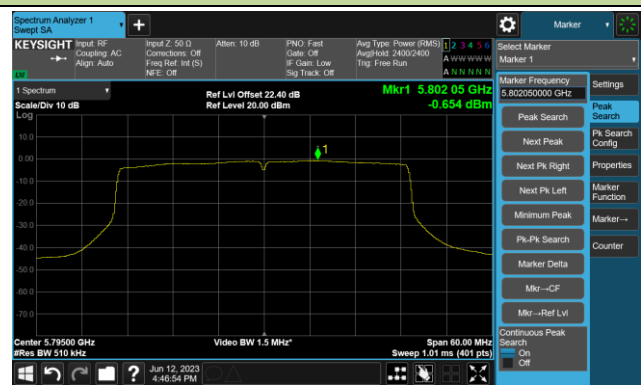 Spectrum Analyzer 1
Swept SA
+
Marker
KEYSIGHT
Input: RF
Coupling: AC
Align: Auto
Input Z: 50 Ω
Corrections: Off
Freq Ref: Int (S)
NFE: Off
Atten: 10 dB
PNO: Fast
Gate: Off
IF Gain: Low
Sig Track: Off
Avg Type: Power (RMS)
Avg|Hold: 2400/2400
Trig: Free Run
1 2 3 4 5 6
A W W W W W
A N N N N N
LW
Select Marker
Marker 1
1 Spectrum
Scale/Div 10 dB
Log
Ref Lvl Offset 22.40 dB
Ref Level 20.00 dBm
Mkr1 5.802 05 GHz
-0.654 dBm
10.0
0.00
-10.0
-20.0
-30.0
-40.0
-50.0
-60.0
-70.0
1
Center 5.79500 GHz
#Res BW 510 kHz
Video BW 1.5 MHz*
Span 60.00 MHz
Sweep 1.01 ms (401 pts)
Marker Frequency
5.802050000 GHz
Peak Search
Next Peak
Next Pk Right
Next Pk Left
Minimum Peak
Pk-Pk Search
Marker Delta
Mkr→CF
Mkr→Ref Lvl
Continuous Peak
Search
On
Off
Settings
Peak
Search
Pk Search
Config
Properties
Marker
Function
Marker→
Counter
?
Jun 12, 2023
4:46:54 PM